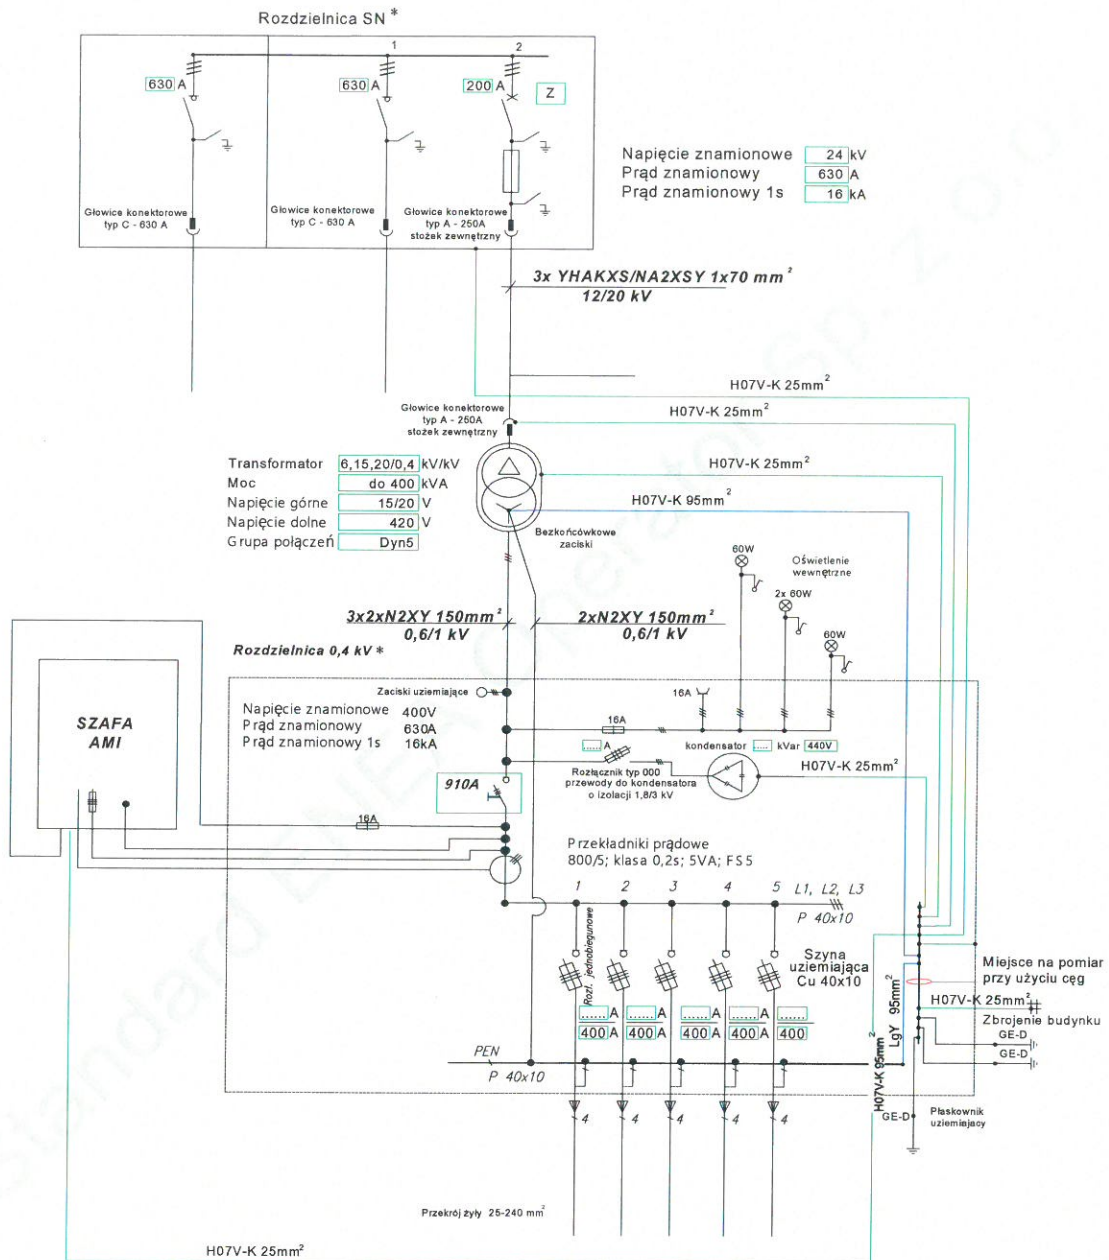 Rozdzielnica SN *
1
2
630 A
630 A
200 A
Z
Napięcie znamionowe 24 kV
Prąd znamionowy 630 A
Prąd znamionowy 1s 16 kA
Głowice konektorowe
typ C - 630 A
Głowice konektorowe
typ C - 630 A
Głowice konektorowe
typ A - 250A
stożek zewnętrzny
3x YHAKXS/NA2XSY 1x70 mm²
12/20 kV
H07V-K 25mm²
Głowice konektorowe
typ A - 250A
stożek zewnętrzny
H07V-K 25mm²
H07V-K 25mm²
H07V-K 95mm²
Transformator 6,15,20/0,4 kV/kV
Moc do 400 kVA
Napięcie górne 15/20 V
Napięcie dolne 420 V
Grupa połączeń Dyn5
Bezkońcówkowe
zaciski
60W
Oświetlenie
wewnętrzne
2x 60W
60W
3x2xN2XY 150mm²
0,6/1 kV
2xN2XY 150mm²
0,6/1 kV
Rozdzielnica 0,4 kV *
Zaciski uziemiające
16A
SZAFA
AMI
Napięcie znamionowe 400V
Prąd znamionowy 630A
Prąd znamionowy 1s 16kA
16A
..... A
kondensator .... kVar 440V
H07V-K 25mm²
Rozłącznik typ 000
przewody do kondensatora
o izolacji 1,8/3 kV
910A
16A
Przekładniki prądowe
800/5; klasa 0,2s; 5VA; FS5
1 2 3 4 5 L1, L2, L3
P 40x10
Rozł. jednobiegunowe
Szyna
uziemiająca
Cu 40x10
Miejsce na pomiar
przy użyciu cęg
H07V-K 25mm²
Zbrojenie budynku
LgY 95mm²
H07V-K 95mm²
GE-D
GE-D
...... A ...... A ...... A ...... A ......
400 A 400 A 400 A 400 A 400
PEN
P 40x10
4 4 4 4 4
GE-D
Płaskownik
uziemiajacy
Przekrój żyły 25-240 mm²
H07V-K 25mm²
Standard ENEA Operator Sp. z o.o.